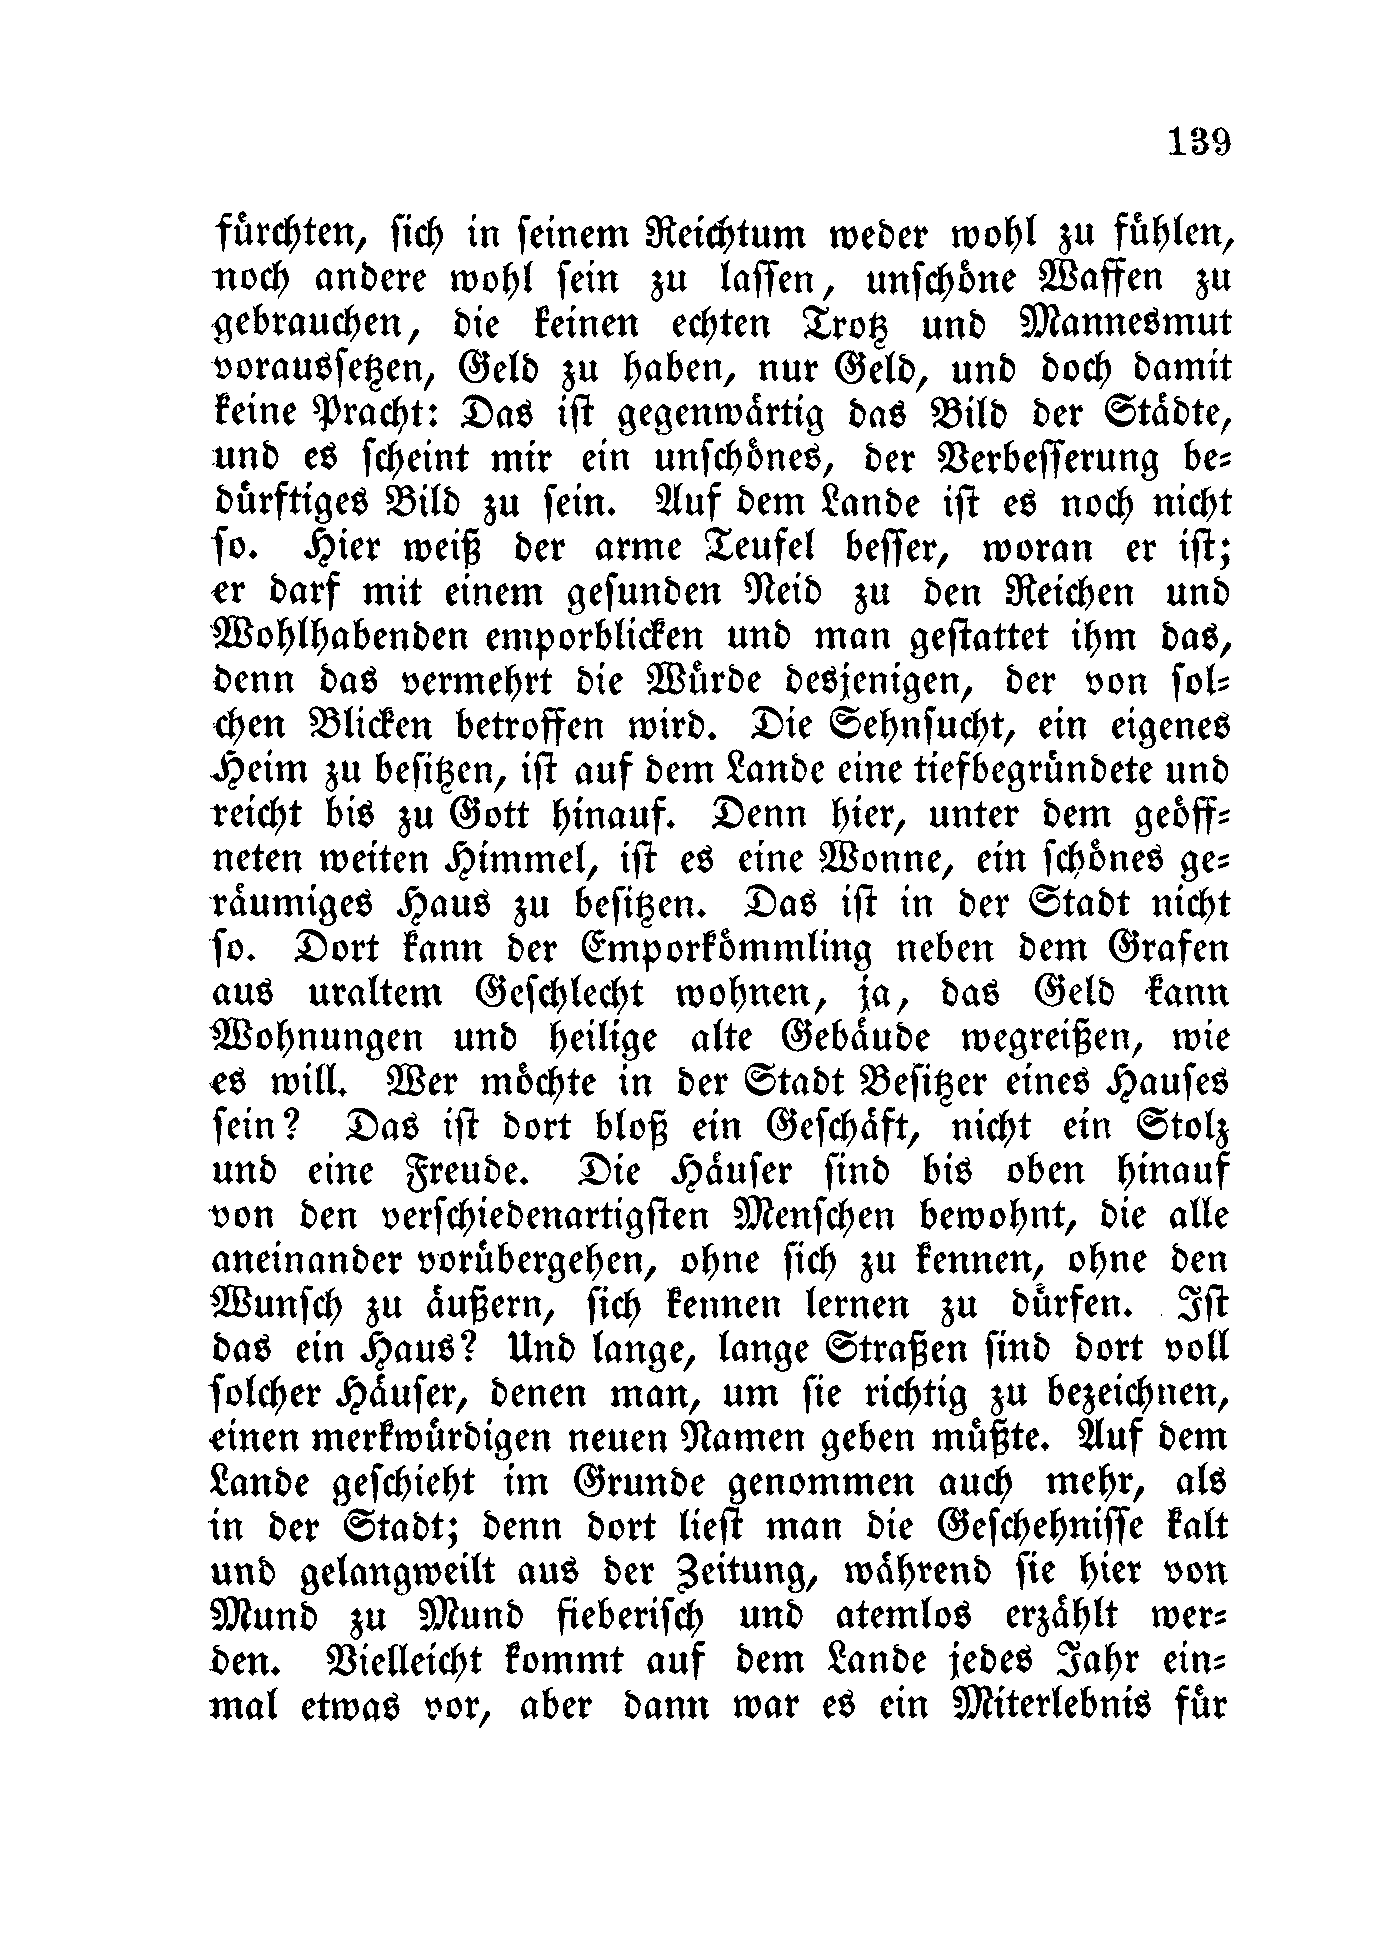 139
fürchten, sich in seinem Reichtum weder wohl zu fühlen,
noch andere wohl sein zu lassen, unschöne Waffen zu
gebrauchen, die keinen echten Trotz und Mannesmut
voraussetzen, Geld zu haben, nur Geld, und doch damit
keine Pracht: Das ist gegenwärtig das Bild der Städte,
und es scheint mir ein unschönes, der Verbesserung be-
dürftiges Bild zu sein. Auf dem Lande ist es noch nicht
so. Hier weiß der arme Teufel besser, woran er ist;
er darf mit einem gesunden Neid zu den Reichen und
Wohlhabenden emporblicken und man gestattet ihm das,
denn das vermehrt die Würde desjenigen, der von sol-
chen Blicken betroffen wird. Die Sehnsucht, ein eigenes
Heim zu besitzen, ist auf dem Lande eine tiefbegründete und
reicht bis zu Gott hinauf. Denn hier, unter dem geöff-
neten weiten Himmel, ist es eine Wonne, ein schönes ge-
räumiges Haus zu besitzen. Das ist in der Stadt nicht
so. Dort kann der Emporkömmling neben dem Grafen
aus uraltem Geschlecht wohnen, ja, das Geld kann
Wohnungen und heilige alte Gebäude wegreißen, wie
es will. Wer möchte in der Stadt Besitzer eines Hauses
sein? Das ist dort bloß ein Geschäft, nicht ein Stolz
und eine Freude. Die Häuser sind bis oben hinauf
von den verschiedenartigsten Menschen bewohnt, die alle
aneinander vorübergehen, ohne sich zu kennen, ohne den
Wunsch zu äußern, sich kennen lernen zu dürfen. Ist
das ein Haus? Und lange, lange Straßen sind dort voll
solcher Häuser, denen man, um sie richtig zu bezeichnen,
einen merkwürdigen neuen Namen geben müßte. Auf dem
Lande geschieht im Grunde genommen auch mehr, als
in der Stadt; denn dort liest man die Geschehnisse kalt
und gelangweilt aus der Zeitung, während sie hier von
Mund zu Mund fieberisch und atemlos erzählt wer-
den. Vielleicht kommt auf dem Lande jedes Jahr ein-
mal etwas vor, aber dann war es ein Miterlebnis für